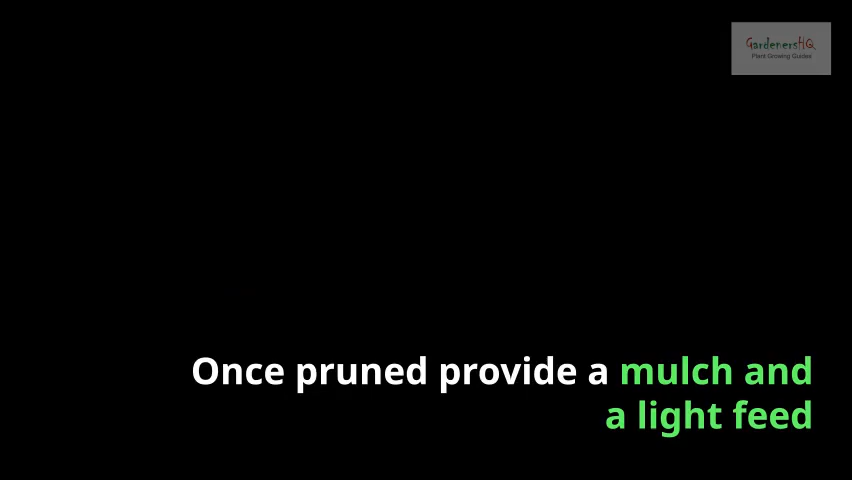 GardenersHQ
Plant Growing Guides
Once pruned provide a mulch and
a light feed